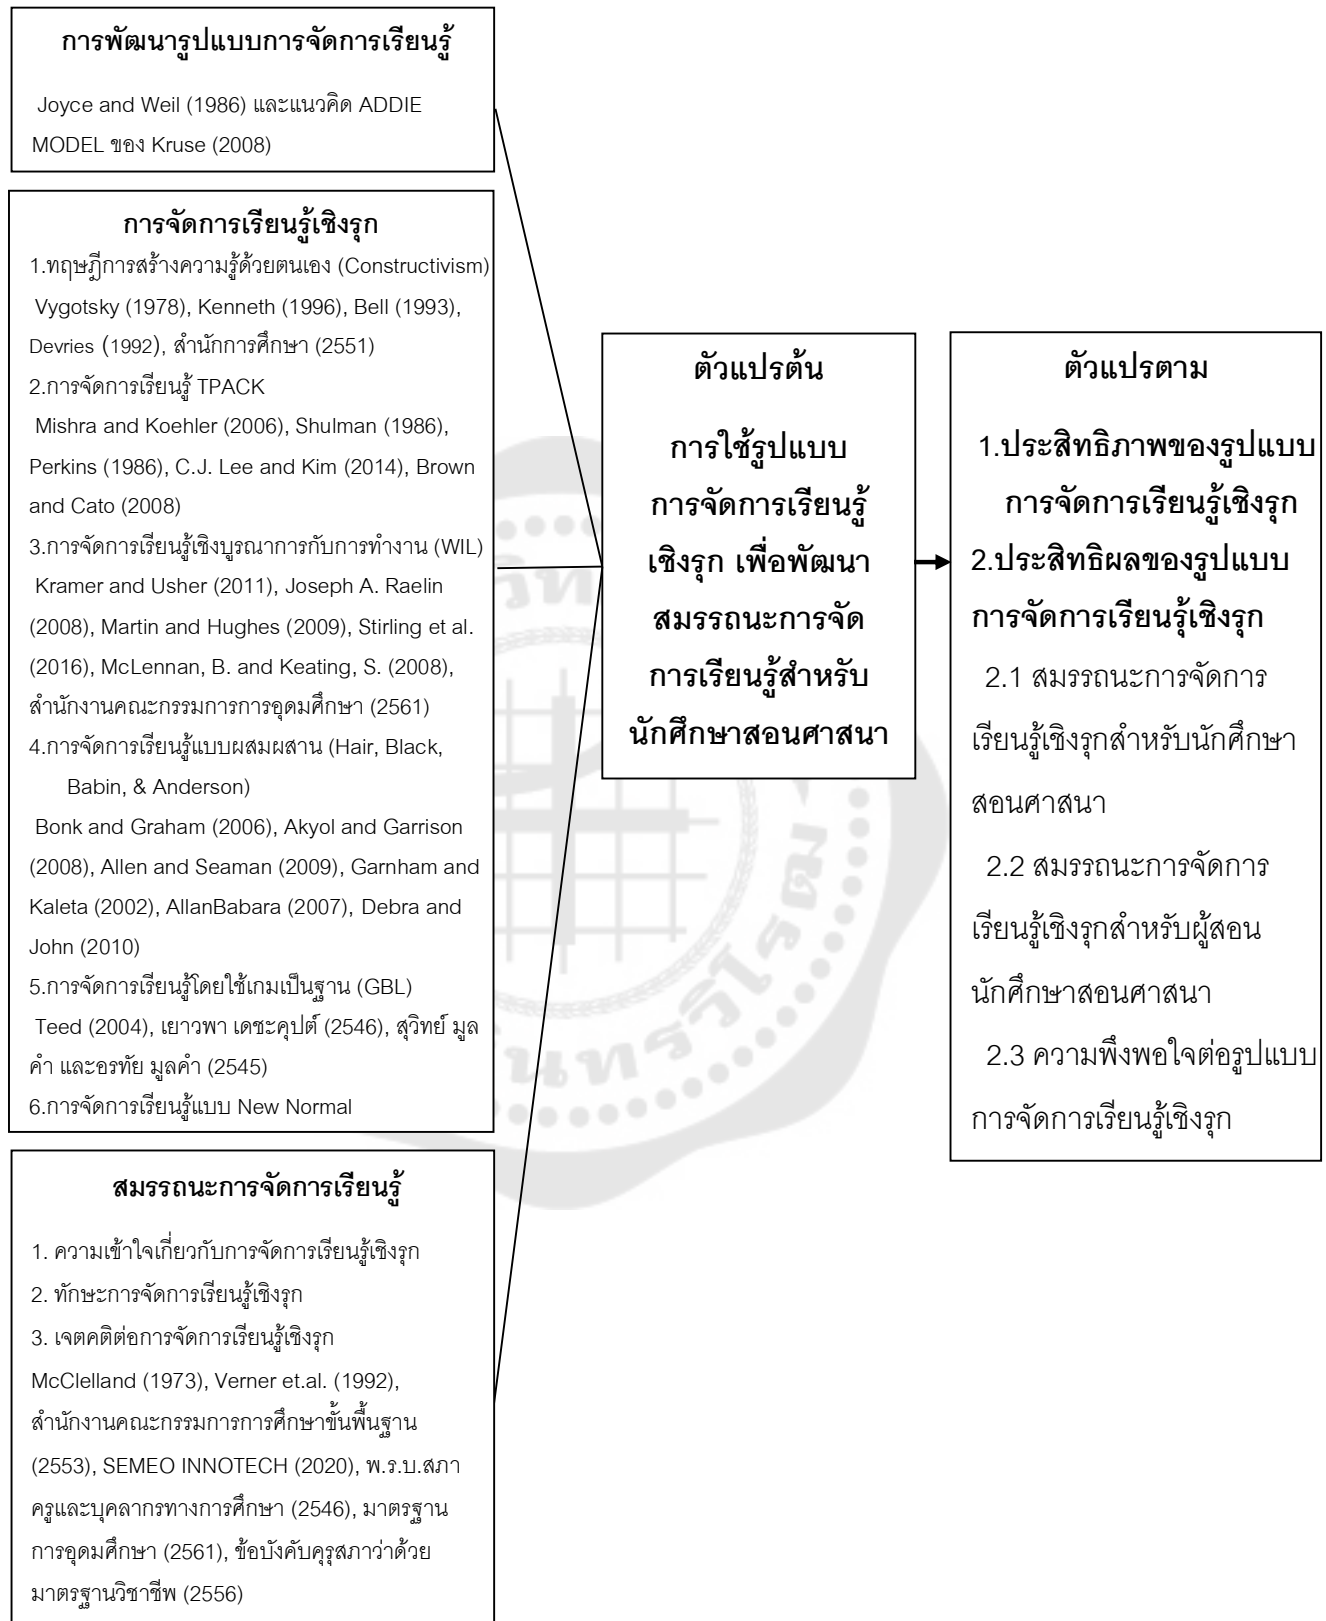 การพัฒนารูปแบบการจัดการเรียนรู้
Joyce and Weil (1986) และแนวคิด ADDIE
MODEL ของ Kruse (2008)
การจัดการเรียนรู้เชิงรุก
1.ทฤษฎีการสร้างความรู้ด้วยตนเอง (Constructivism)
Vygotsky (1978), Kenneth (1996), Bell (1993),
Devries (1992), สำนักการศึกษา (2551)
2.การจัดการเรียนรู้ TPACK
Mishra and Koehler (2006), Shulman (1986),
Perkins (1986), C.J. Lee and Kim (2014), Brown
and Cato (2008)
3.การจัดการเรียนรู้เชิงบูรณาการกับการทำงาน (WIL)
Kramer and Usher (2011), Joseph A. Raelin
(2008), Martin and Hughes (2009), Stirling et al.
(2016), McLennan, B. and Keating, S. (2008),
สำนักงานคณะกรรมการการอุดมศึกษา (2561)
4.การจัดการเรียนรู้แบบผสมผสาน (Hair, Black,
Babin, & Anderson)
Bonk and Graham (2006), Akyol and Garrison
(2008), Allen and Seaman (2009), Garnham and
Kaleta (2002), AllanBabara (2007), Debra and
John (2010)
5.การจัดการเรียนรู้โดยใช้เกมเป็นฐาน (GBL)
Teed (2004), เยาวพา เดชะคุปต์ (2546), สุวิทย์ มูล
คำ และอรทัย มูลคำ (2545)
6.การจัดการเรียนรู้แบบ New Normal
สมรรถนะการจัดการเรียนรู้
1. ความเข้าใจเกี่ยวกับการจัดการเรียนรู้เชิงรุก
2. ทักษะการจัดการเรียนรู้เชิงรุก
3. เจตคติต่อการจัดการเรียนรู้เชิงรุก
McClelland (1973), Verner et.al. (1992),
สำนักงานคณะกรรมการการศึกษาขั้นพื้นฐาน
(2553), SEMEO INNOTECH (2020), พ.ร.บ.สภา
ครูและบุคลากรทางการศึกษา (2546), มาตรฐาน
การอุดมศึกษา (2561), ข้อบังคับคุรุสภาว่าด้วย
มาตรฐานวิชาชีพ (2556)
ตัวแปรต้น
การใช้รูปแบบ
การจัดการเรียนรู้
เชิงรุก เพื่อพัฒนา
สมรรถนะการจัด
การเรียนรู้สำหรับ
นักศึกษาสอนศาสนา
ตัวแปรตาม
1.ประสิทธิภาพของรูปแบบ
การจัดการเรียนรู้เชิงรุก
2.ประสิทธิผลของรูปแบบ
การจัดการเรียนรุ้เชิงรุก
2.1 สมรรถนะการจัดการ
เรียนรู้เชิงรุกสำหรับนักศึกษา
สอนศาสนา
2.2 สมรรถนะการจัดการ
เรียนรู้เชิงรุกสำหรับผู้สอน
นักศึกษาสอนศาสนา
2.3 ความพึงพอใจต่อรูปแบบ
การจัดการเรียนรู้เชิงรุก